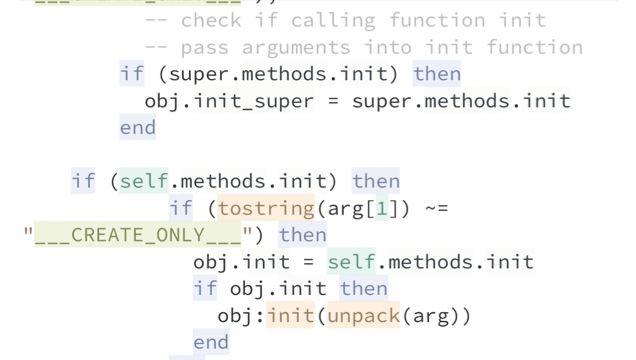 ___CREATE_ONLY___"),
-- check if calling function init
-- pass arguments into init function
if (super.methods.init) then
obj.init_super = super.methods.init
end
if (self.methods.init) then
if (tostring(arg[1]) ~=
"___CREATE_ONLY___") then
obj.init = self.methods.init
if obj.init then
obj:init(unpack(arg))
end